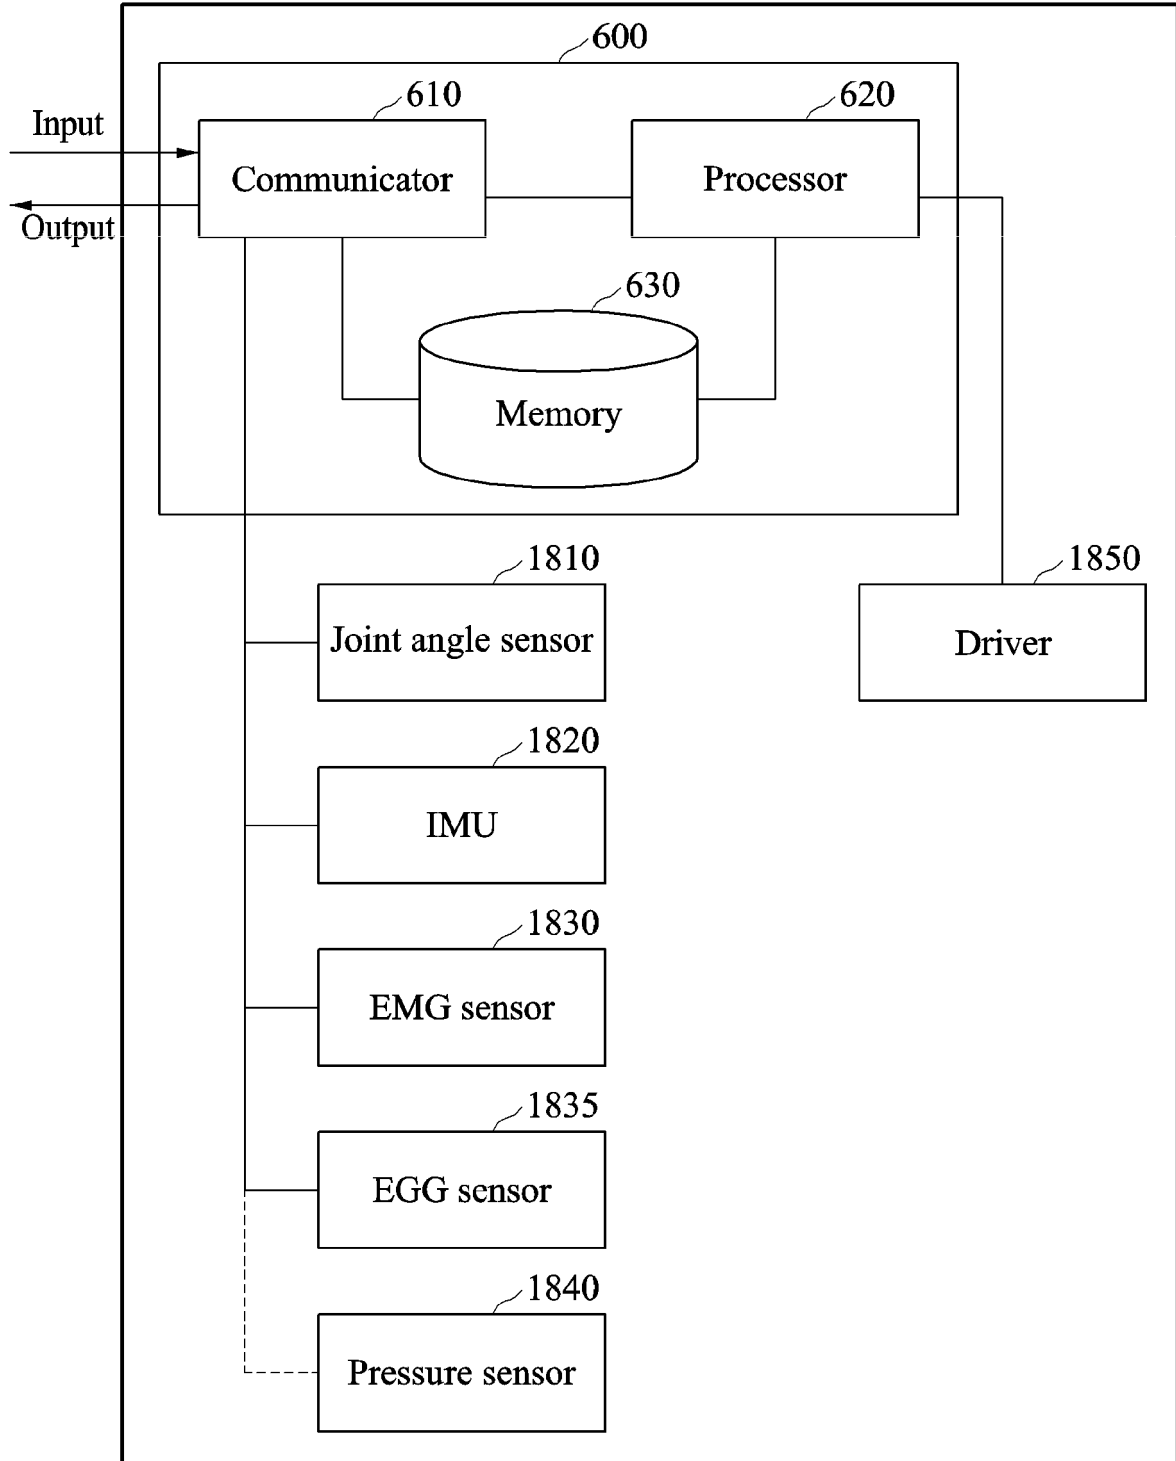 600
610
620
Input
Communicator
Processor
Output
630
Memory
1810
1850
Joint angle sensor
Driver
1820
IMU
1830
EMG sensor
1835
EGG sensor
1840
Pressure sensor